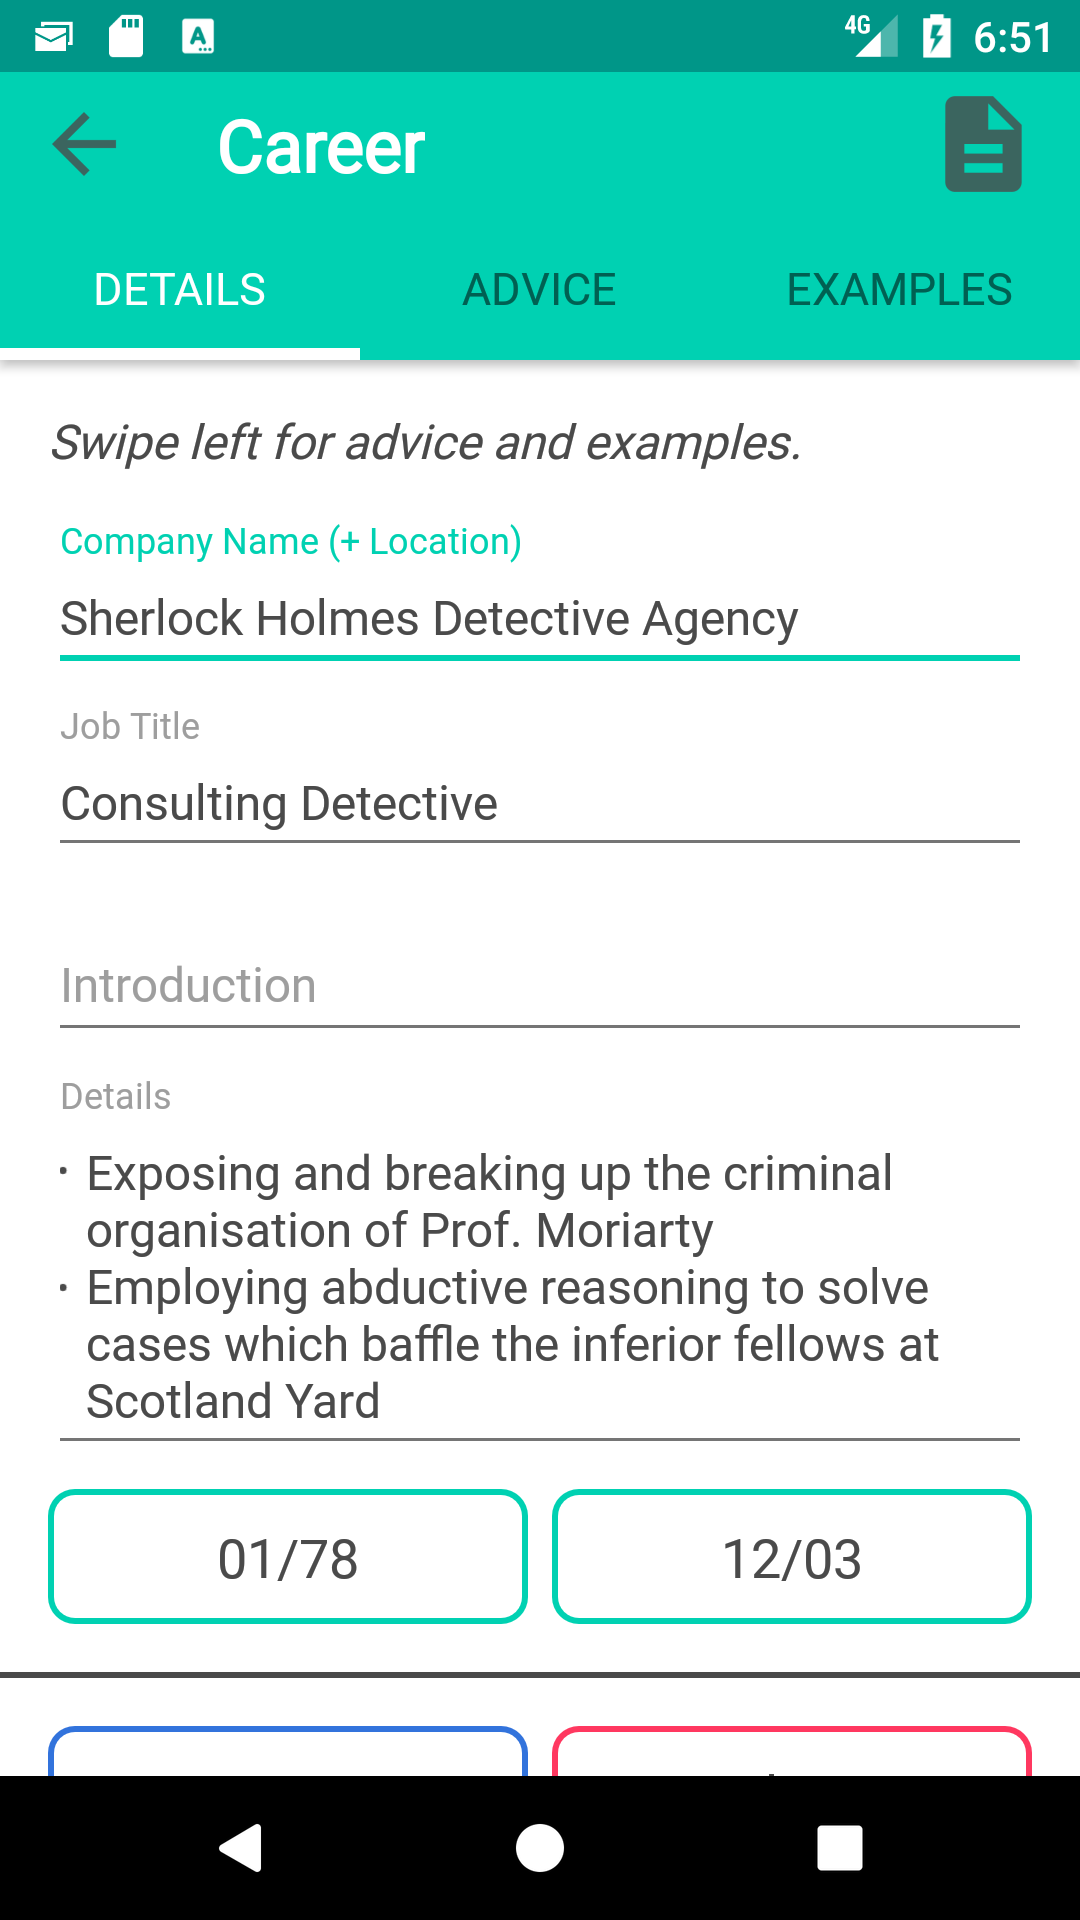 4G 6:51
Career
DETAILS ADVICE EXAMPLES
Swipe left for advice and examples.
Company Name (+ Location)
Sherlock Holmes Detective Agency
Job Title
Consulting Detective
Introduction
Details
· Exposing and breaking up the criminal
organisation of Prof. Moriarty
· Employing abductive reasoning to solve
cases which baffle the inferior fellows at
Scotland Yard
01/78 12/03